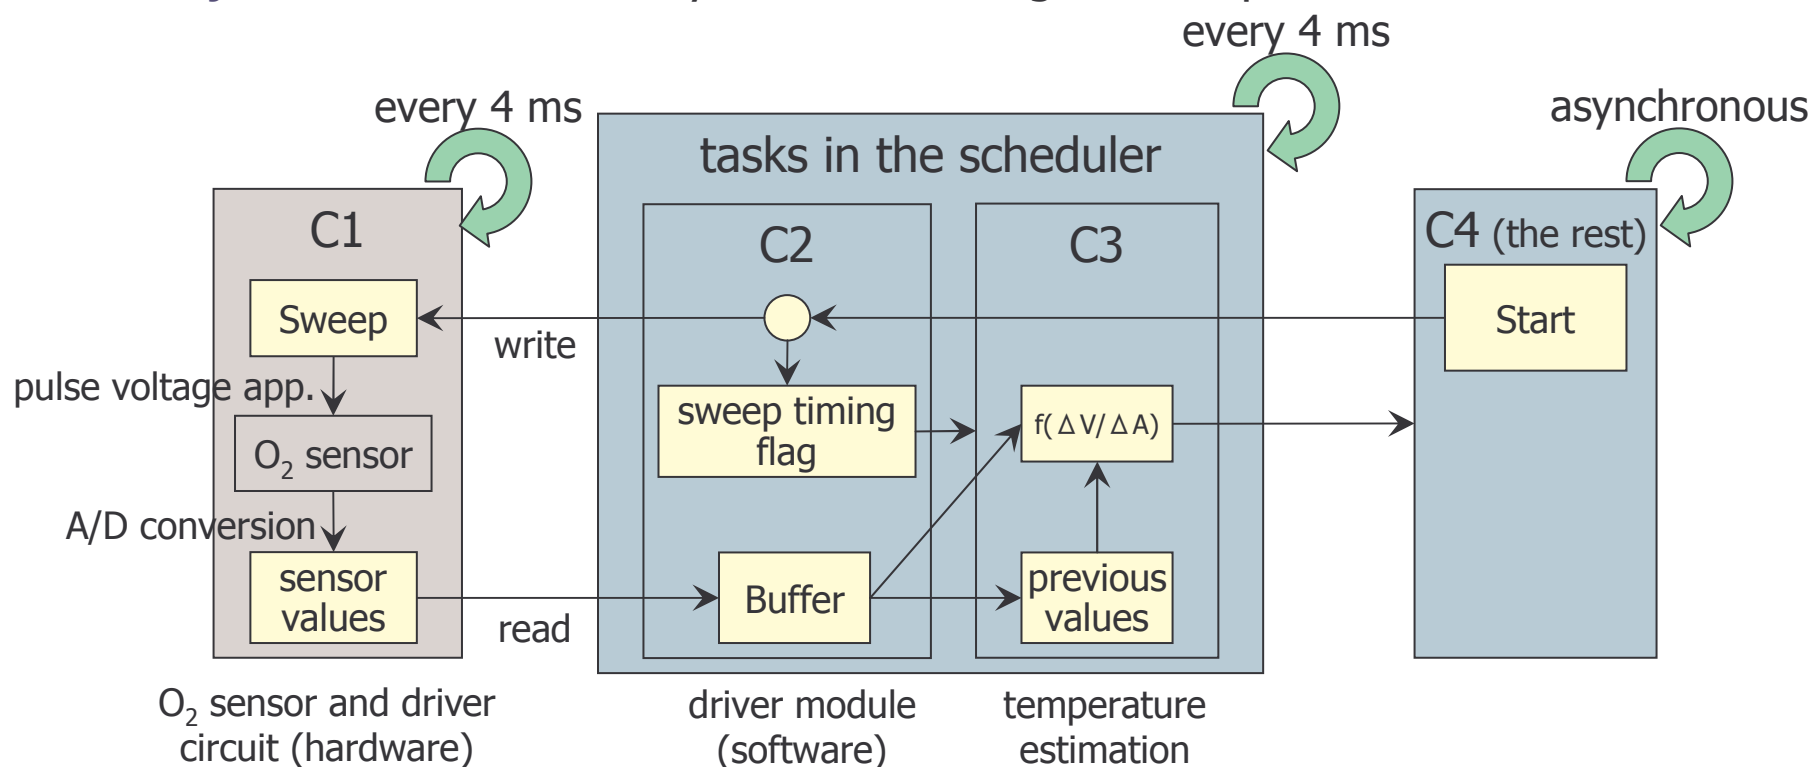 every 4 ms
every 4 ms
asynchronous
tasks in the scheduler
C1
C2
C3
C4 (the rest)
Sweep
Start
write
pulse voltage app.
sweep timing
flag
f(ΔV/ΔA)
O₂ sensor
A/D conversion
sensor
values
Buffer
previous
values
read
O₂ sensor and driver
circuit (hardware)
driver module
(software)
temperature
estimation